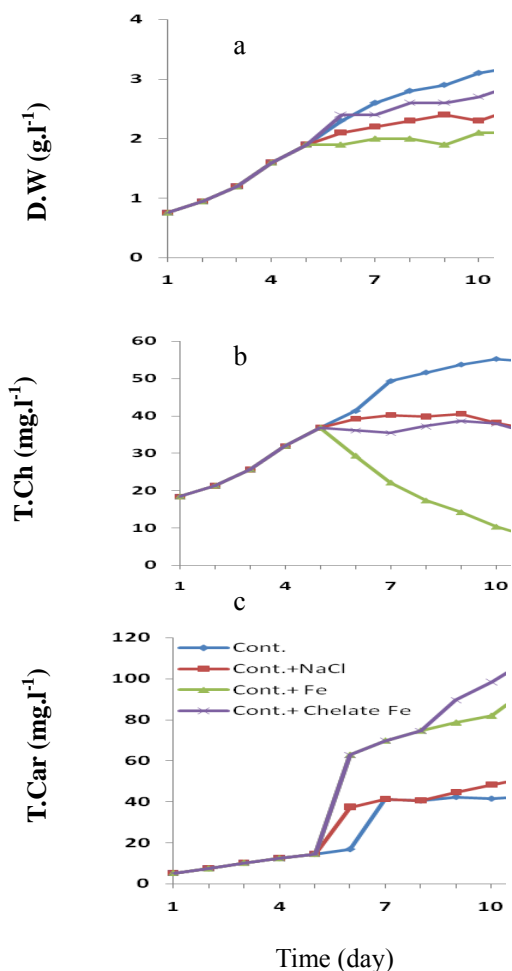 a
D.W (g.l-1)
4
3
2
1
0
1 4 7 10
b
T.Ch (mg.l-1)
60
50
40
30
20
10
0
1 4 7 10
c
T.Car (mg.l-1)
120
100
80
60
40
20
0
Cont.
Cont.+NaCl
Cont.+ Fe
Cont.+ Chelate Fe
1 4 7 10
Time (day)